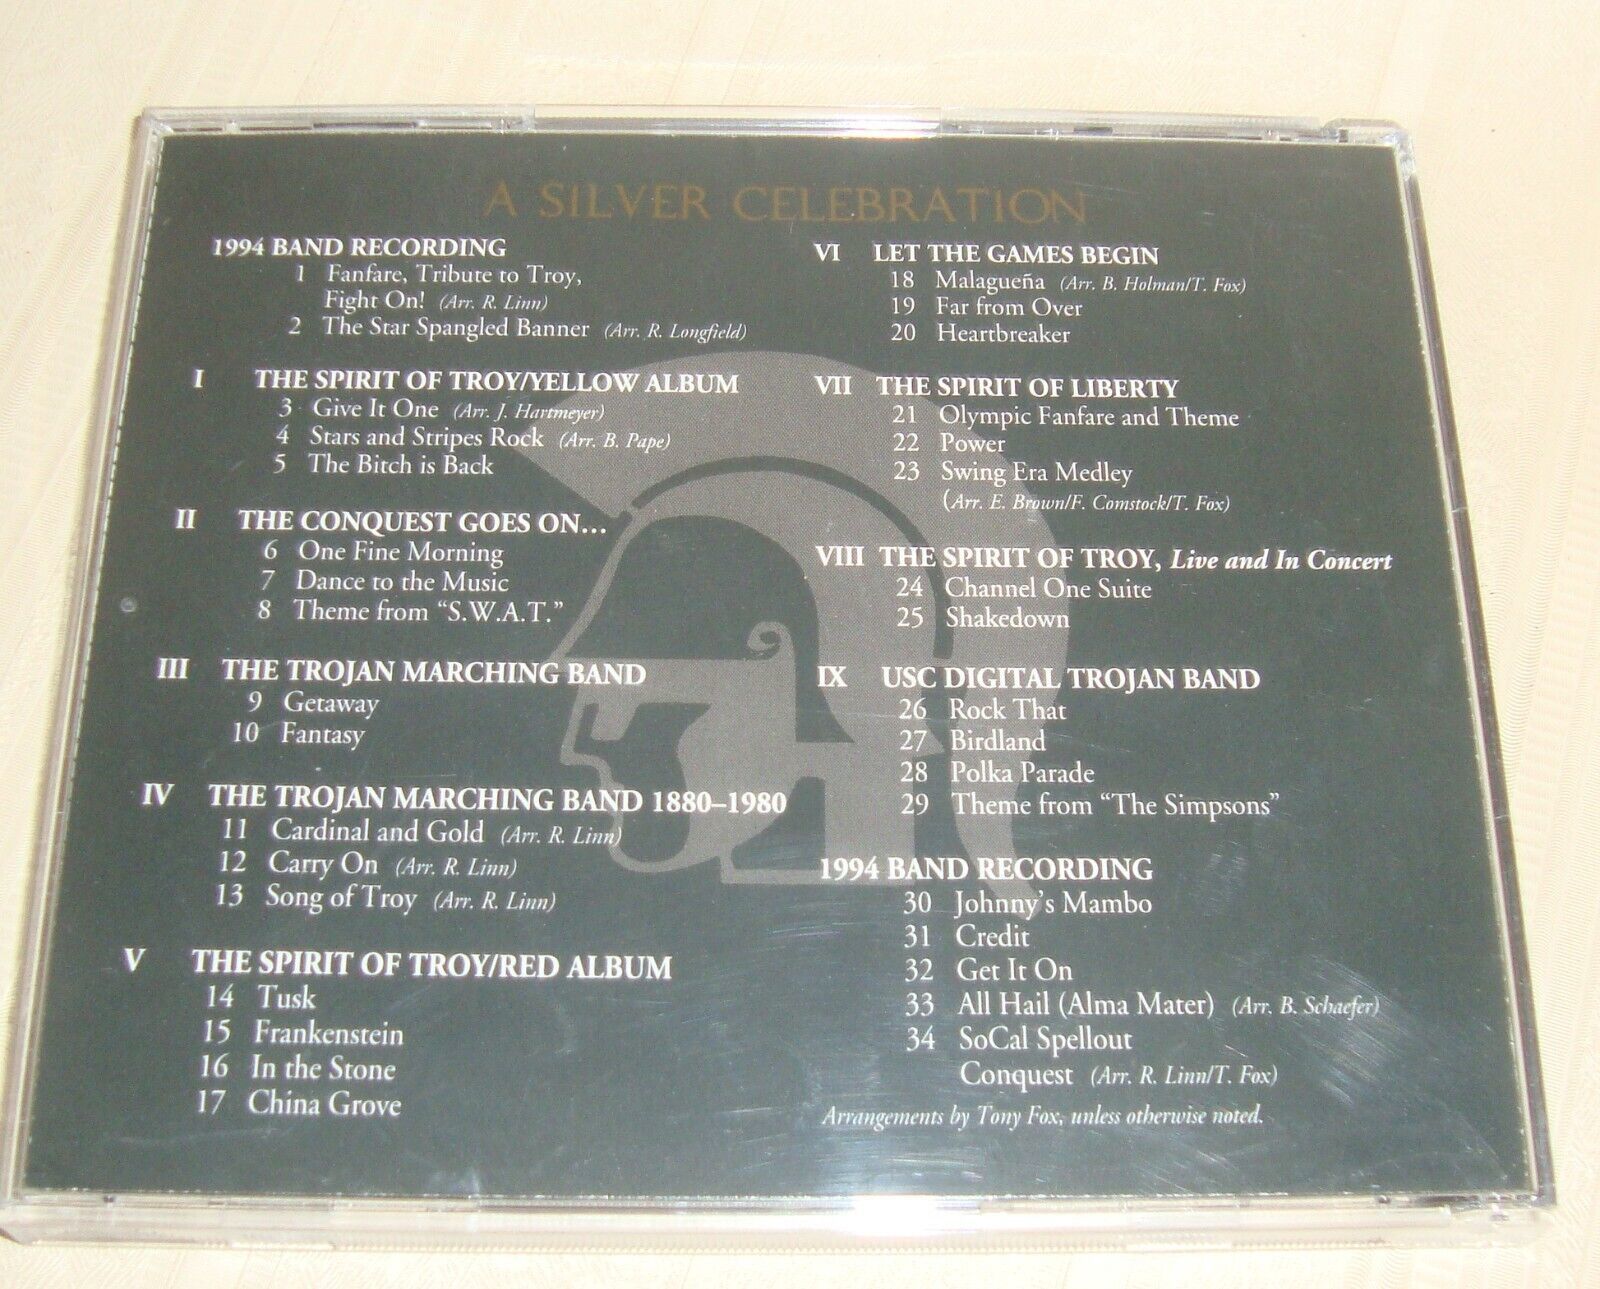 A SILVER CELEBRATION
1994 BAND RECORDING
1 Fanfare, Tribute to Troy,
Fight On! (Arr. R. Linn)
2 The Star Spangled Banner (Arr. R. Longfield)
I THE SPIRIT OF TROY/YELLOW ALBUM
3 Give It One (Arr. J. Hartmeyer)
4 Stars and Stripes Rock (Arr. B. Pape)
5 The Bitch is Back
II THE CONQUEST GOES ON...
6 One Fine Morning
7 Dance to the Music
8 Theme from “S.W.A.T.”
III THE TROJAN MARCHING BAND
9 Getaway
10 Fantasy
IV THE TROJAN MARCHING BAND 1880–1980
11 Cardinal and Gold (Arr. R. Linn)
12 Carry On (Arr. R. Linn)
13 Song of Troy (Arr. R. Linn)
V THE SPIRIT OF TROY/RED ALBUM
14 Tusk
15 Frankenstein
16 In the Stone
17 China Grove
VI LET THE GAMES BEGIN
18 Malagueña (Arr. B. Holman/T. Fox)
19 Far from Over
20 Heartbreaker
VII THE SPIRIT OF LIBERTY
21 Olympic Fanfare and Theme
22 Power
23 Swing Era Medley
(Arr. E. Brown/F. Comstock/T. Fox)
VIII THE SPIRIT OF TROY, Live and In Concert
24 Channel One Suite
25 Shakedown
IX USC DIGITAL TROJAN BAND
26 Rock That
27 Birdland
28 Polka Parade
29 Theme from “The Simpsons”
1994 BAND RECORDING
30 Johnny’s Mambo
31 Credit
32 Get It On
33 All Hail (Alma Mater) (Arr. B. Schaefer)
34 SoCal Spellout
Conquest (Arr. R. Linn/T. Fox)
Arrangements by Tony Fox, unless otherwise noted.